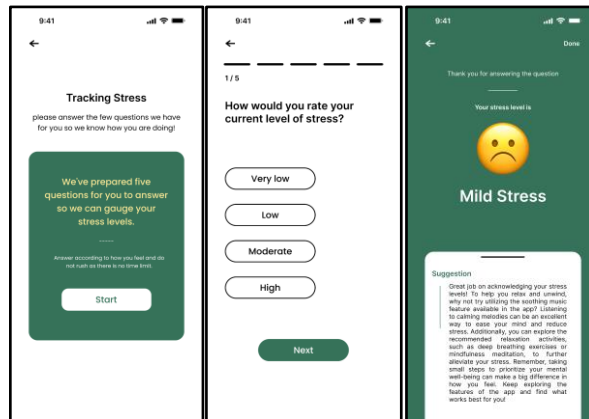 9:41
Tracking Stress
please answer the few questions we have
for you so we know how you are doing!
We've prepared five
questions for you to answer
so we can gauge your
stress levels.
Answer according to how you feel and do
not rush as there is no time limit.
Start
9:41
1 / 5
How would you rate your
current level of stress?
Very low
Low
Moderate
High
Next
9:41
Done
Thank you for answering the question
Your stress level is
Mild Stress
Suggestion
Great job on acknowledging your stress
levels! To help you relax and unwind,
why not try utilizing the soothing music
feature available in the app? Listening
to calming melodies can be an excellent
way to ease your mind and reduce
stress. Additionally, you can explore the
recommended relaxation activities,
such as deep breathing exercises or
mindfulness meditation, to further
alleviate your stress. Remember, taking
small steps to prioritize your mental
well-being can make a big difference in
how you feel. Keep exploring the
features of the app and find what
works best for you!